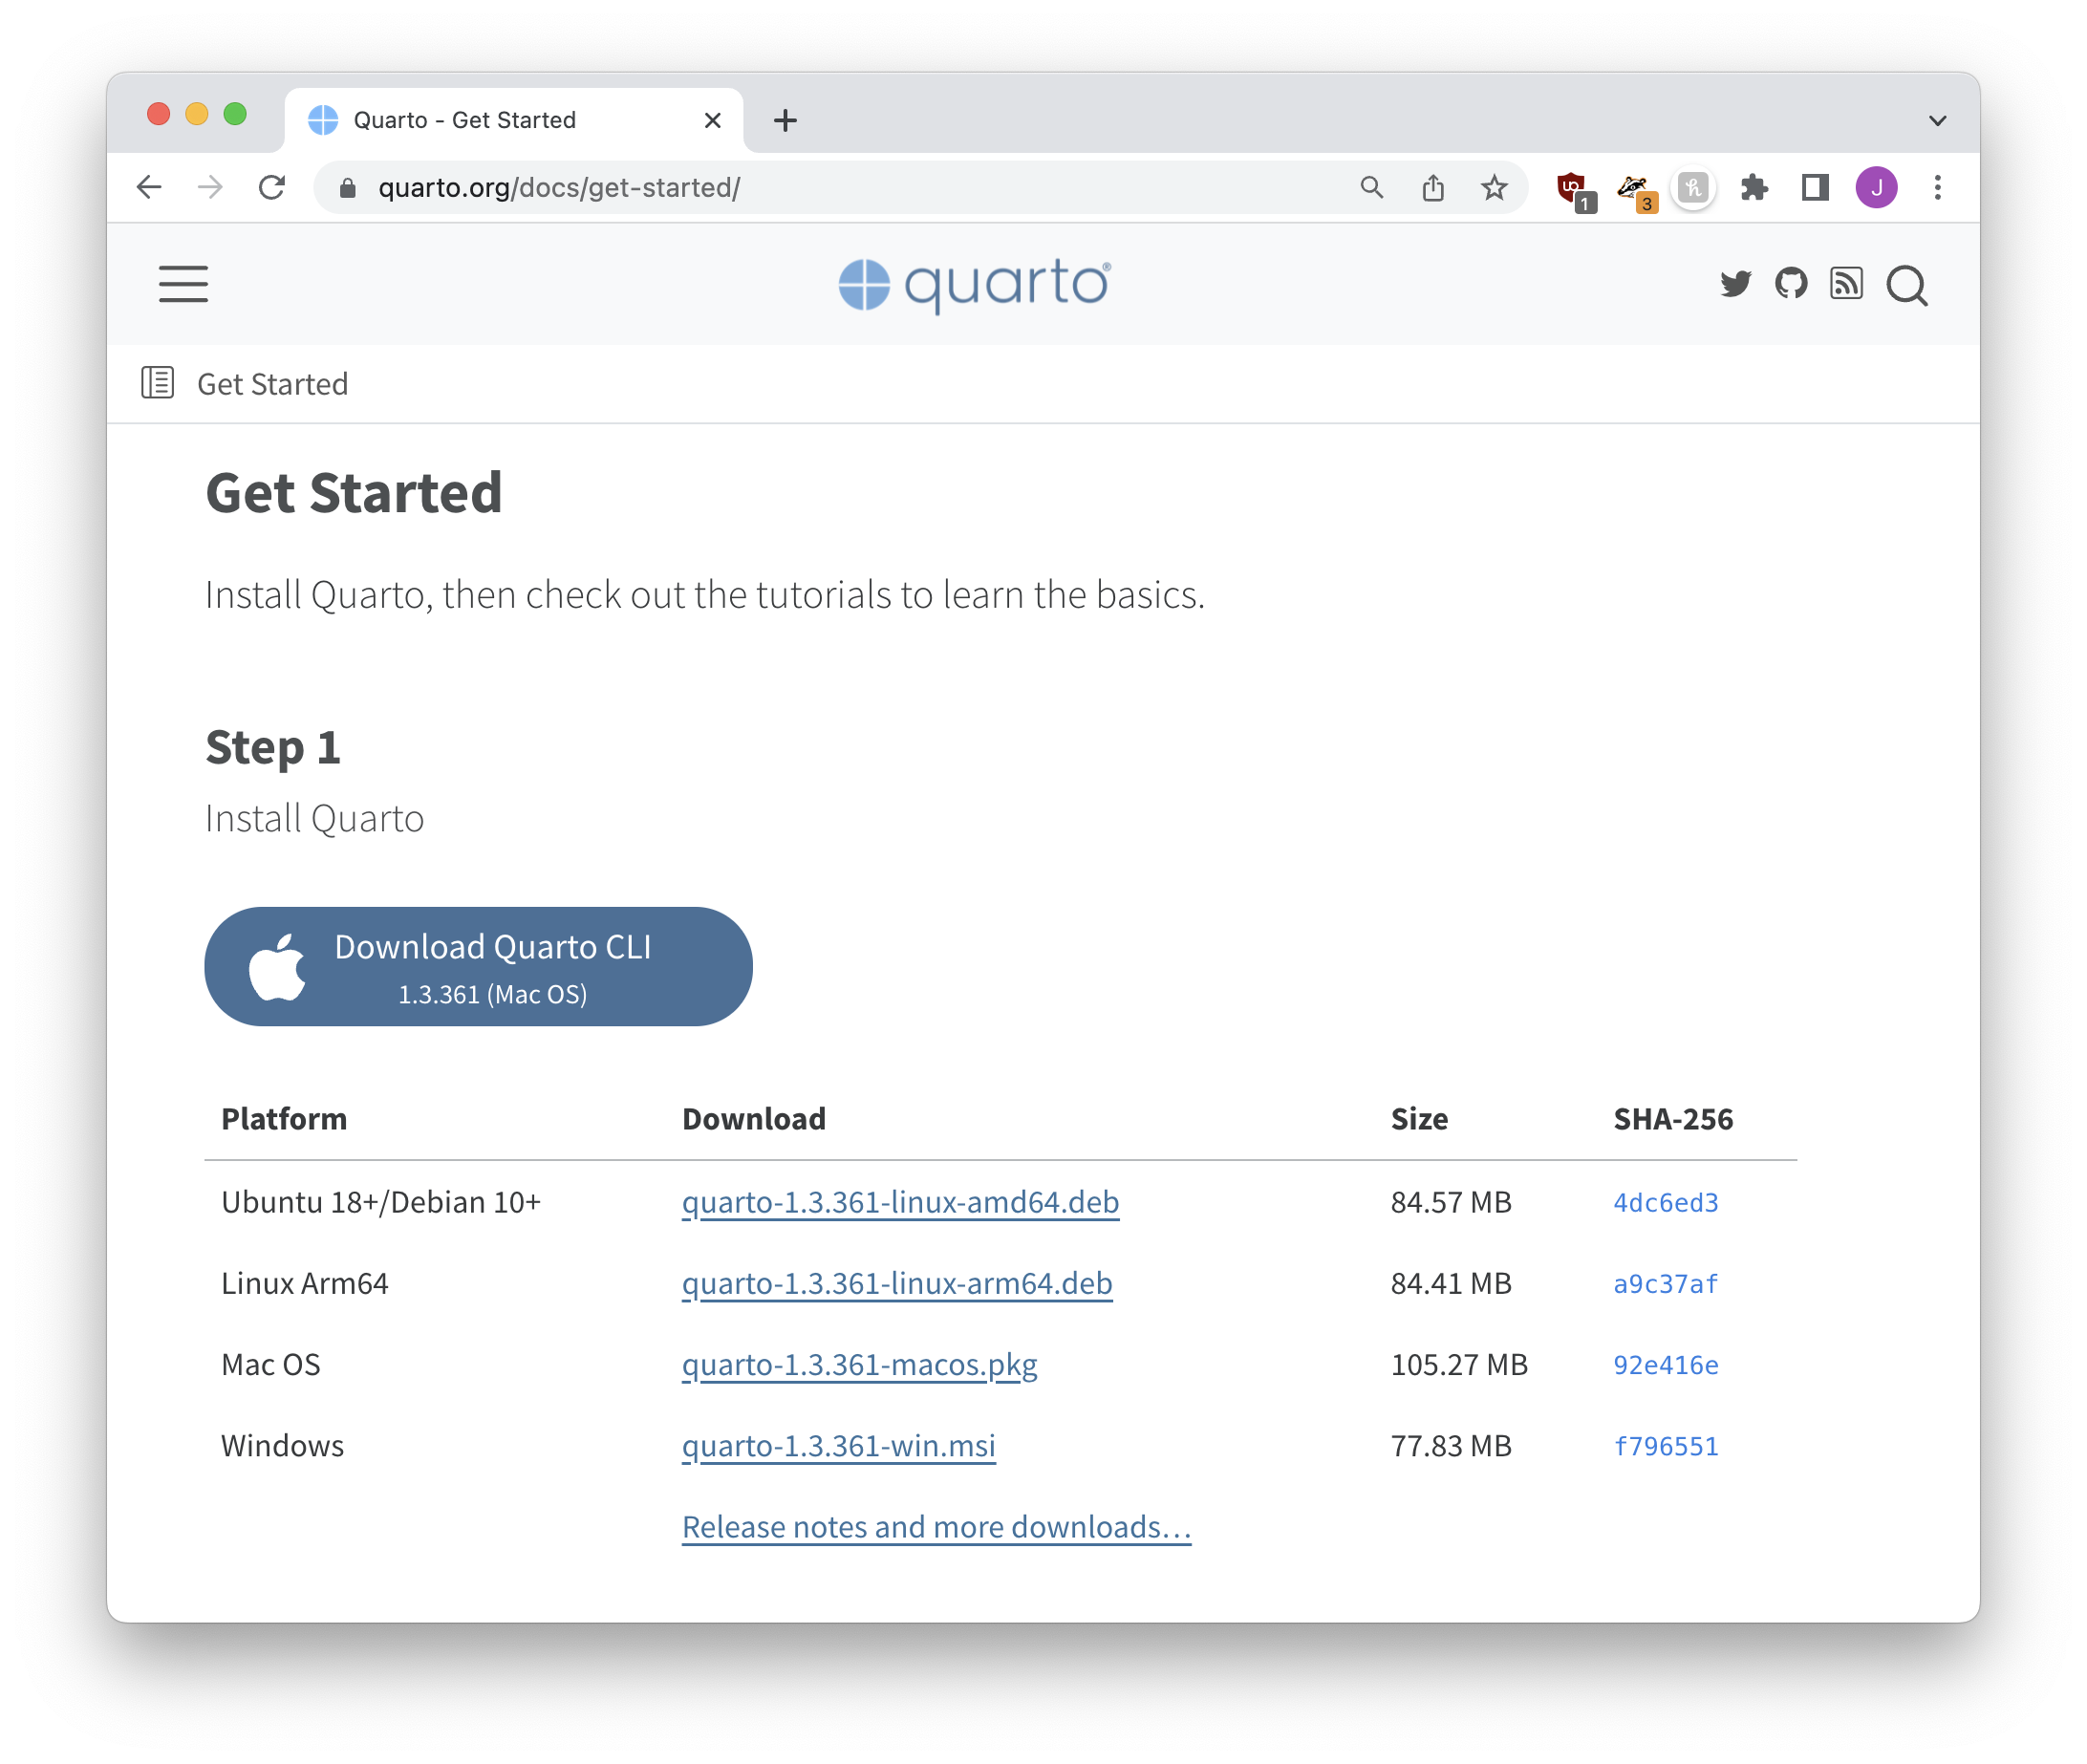 Quarto - Get Started
quarto.org/docs/get-started/
1
3
J
quarto®
Get Started
Get Started
Install Quarto, then check out the tutorials to learn the basics.
Step 1
Install Quarto
Download Quarto CLI
1.3.361 (Mac OS)
Platform Download Size SHA-256
Ubuntu 18+/Debian 10+ quarto-1.3.361-linux-amd64.deb 84.57 MB 4dc6ed3
Linux Arm64 quarto-1.3.361-linux-arm64.deb 84.41 MB a9c37af
Mac OS quarto-1.3.361-macos.pkg 105.27 MB 92e416e
Windows quarto-1.3.361-win.msi 77.83 MB f796551
Release notes and more downloads…